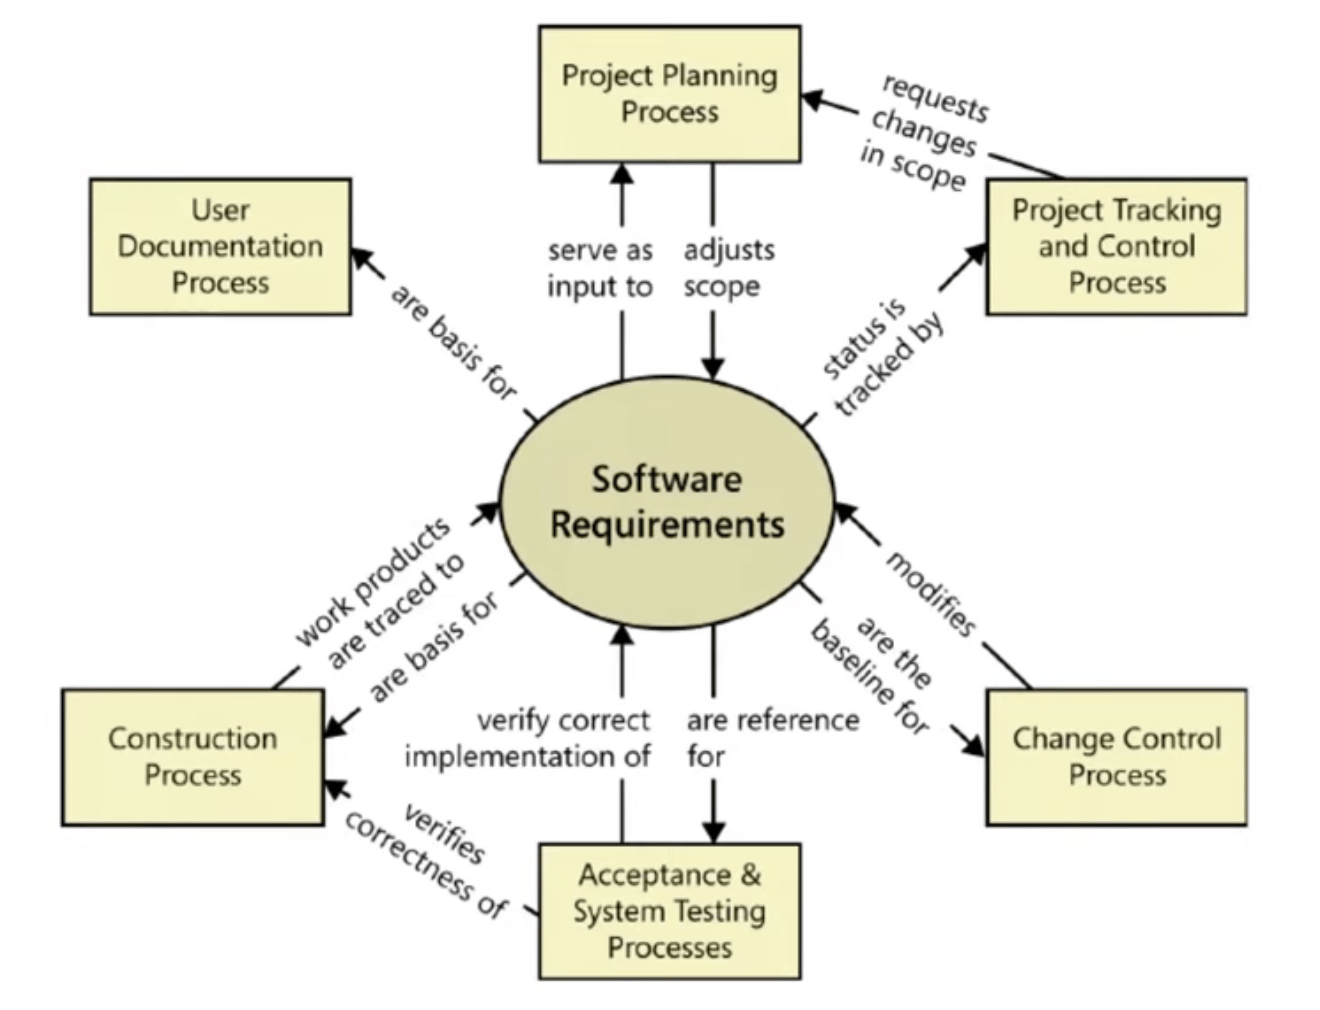 Project Planning
Process
requests
changes
in scope
User
Documentation
Process
Project Tracking
and Control
Process
serve as
input to
adjusts
scope
are basis for
status is
tracked by
Software
Requirements
work products
are traced to
are basis for
modifies
are the
baseline for
verify correct
implementation of
are reference
for
Construction
Process
Change Control
Process
verifies
correctness of
Acceptance &
System Testing
Processes